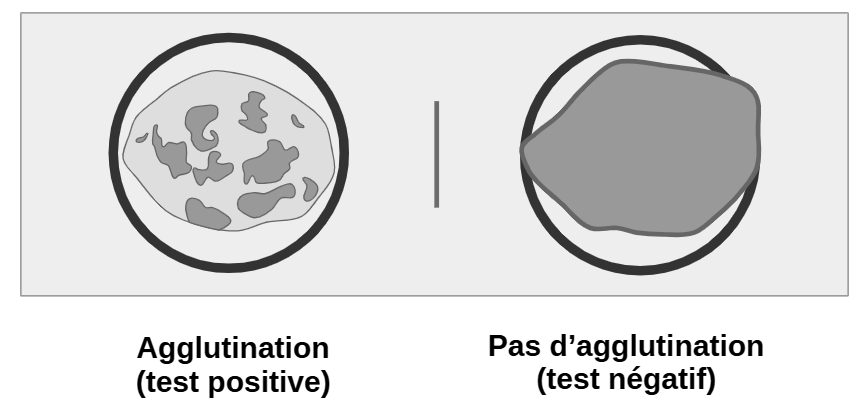 Agglutination
(test positive)
Pas d’agglutination
(test négatif)